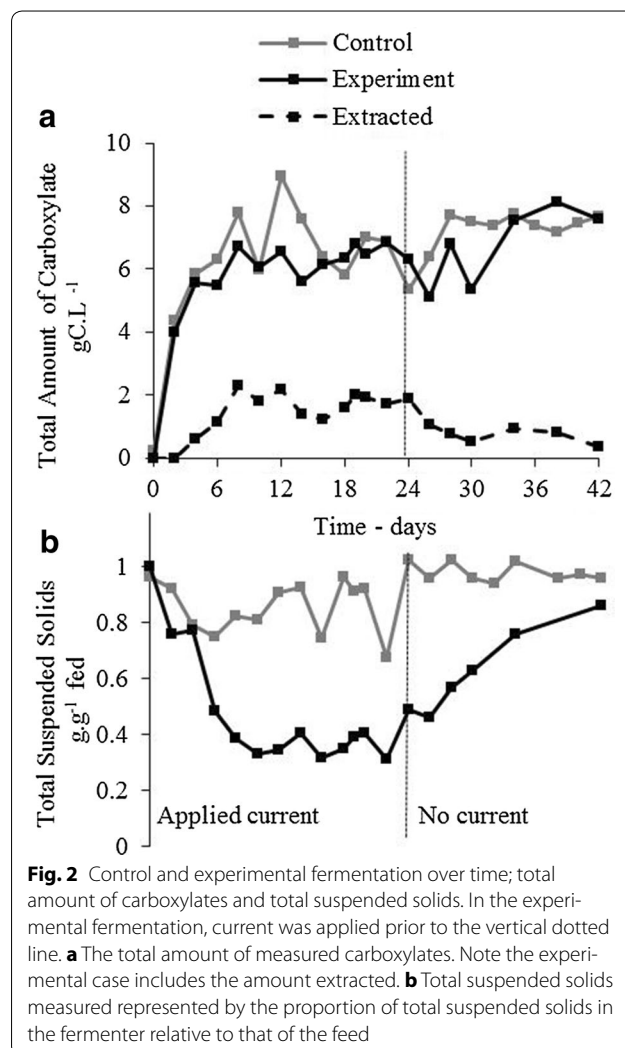 Control
Experiment
Extracted
a
10
8
6
4
2
0
Total Amount of Carboxylate
gC.L -1
0 6 12 18 24 30 36 42
Time - days
b
1
0.8
0.6
0.4
0.2
0
Total Suspended Solids
g.g-1 fed
Applied current
No current
Fig. 2 Control and experimental fermentation over time; total
amount of carboxylates and total suspended solids. In the experi-
mental fermentation, current was applied prior to the vertical dotted
line. a The total amount of measured carboxylates. Note the experi-
mental case includes the amount extracted. b Total suspended solids
measured represented by the proportion of total suspended solids in
the fermenter relative to that of the feed